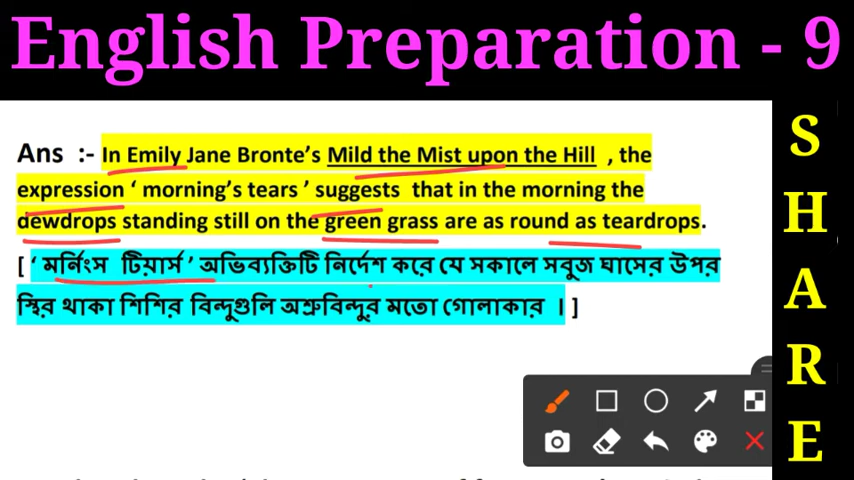 English Preparation - 9
Ans :- In Emily Jane Bronte's Mild the Mist upon the Hill , the
expression ‘ morning's tears ’ suggests that in the morning the
dewdrops standing still on the green grass are as round as teardrops.
[ ‘ মর্নিংস টিয়ার্স ’ অভিব্যক্তিটি নির্দেশ করে যে সকালে সবুজ ঘাসের উপর
স্থির থাকা শিশির বিন্দুগুলি অশ্রুবিন্দুর মতো গোলাকার । ]
S
H
A
R
E